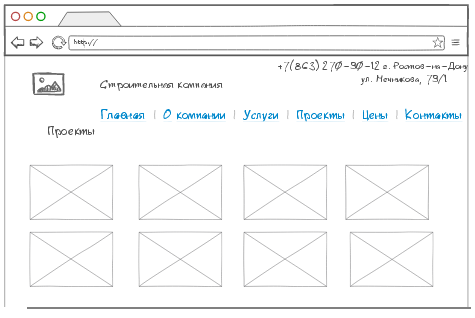 http://
+7(863) 270-90-12 г. Ростов-на-Дону
ул. Мечникова, 79/1
Строительная компания
Главная | О компании | Услуги | Проекты | Цены | Контакты
Проекты